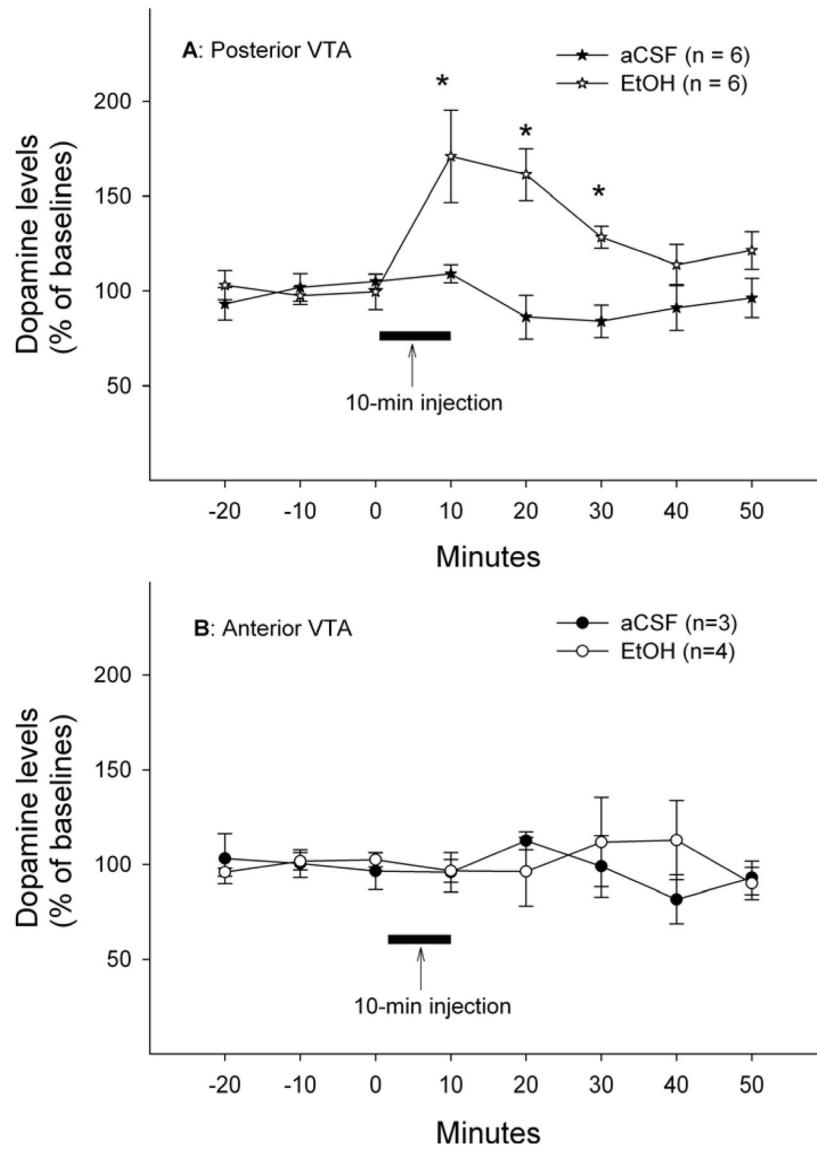 A: Posterior VTA
aCSF (n = 6)
EtOH (n = 6)
*
*
*
200
150
100
50
Dopamine levels
(% of baselines)
10-min injection
-20 -10 0 10 20 30 40 50
Minutes
B: Anterior VTA
aCSF (n=3)
EtOH (n=4)
200
150
100
50
Dopamine levels
(% of baselines)
10-min injection
-20 -10 0 10 20 30 40 50
Minutes